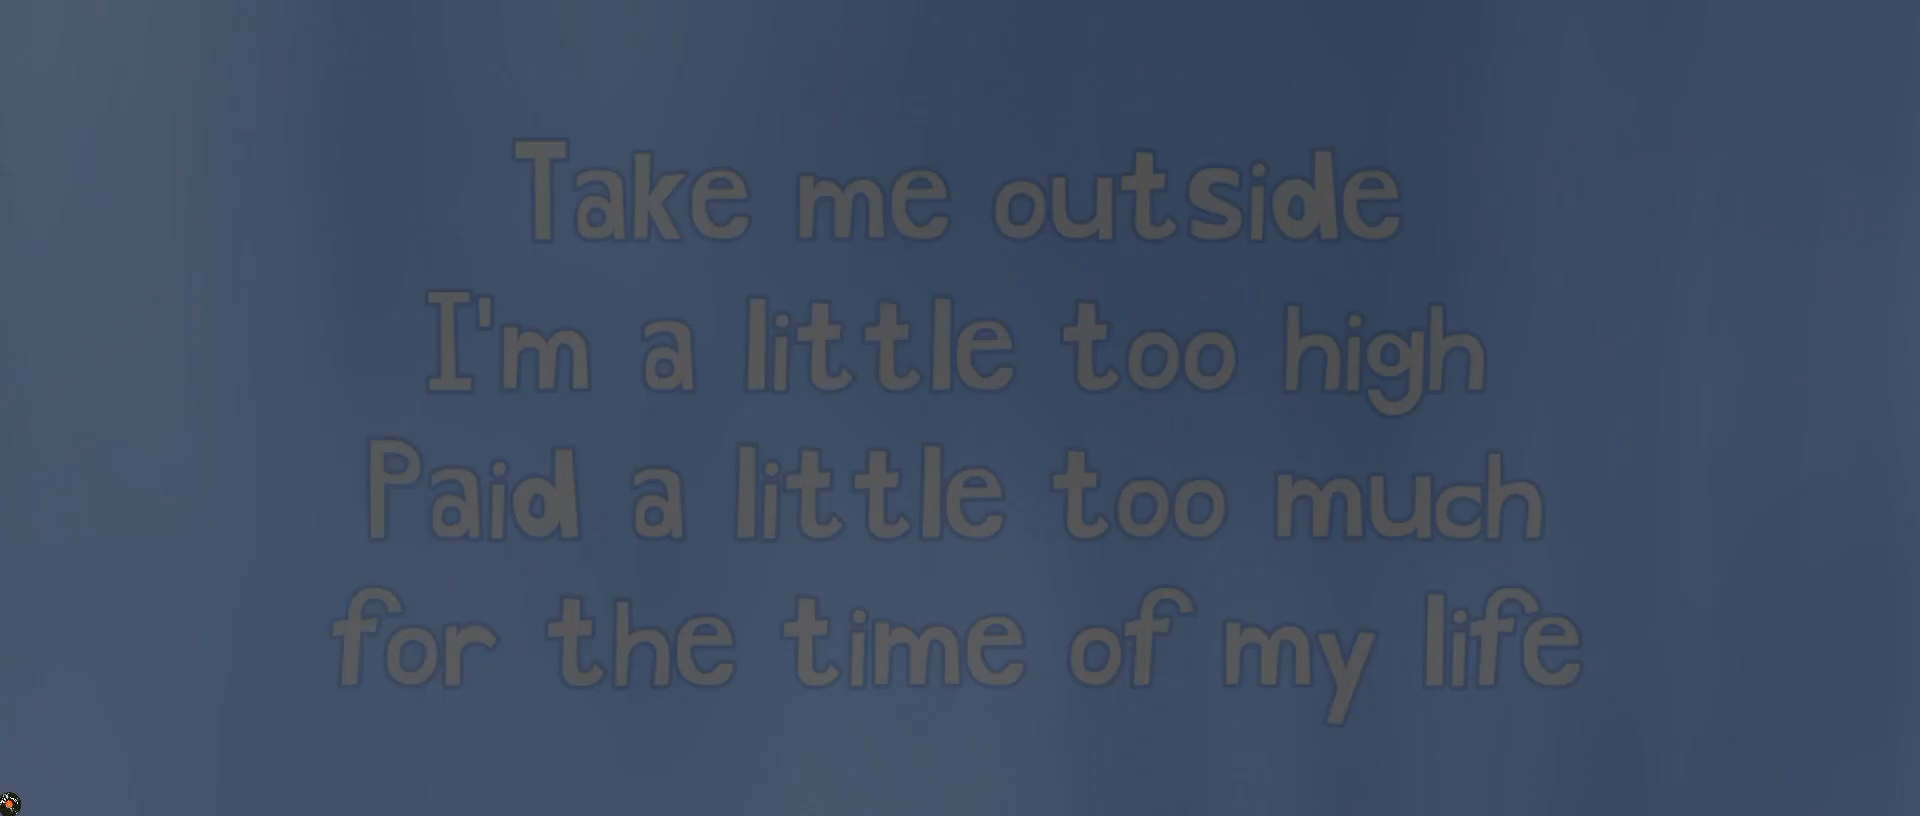 Take me outside
I'm a little too high
Paid a little too much
for the time of my life